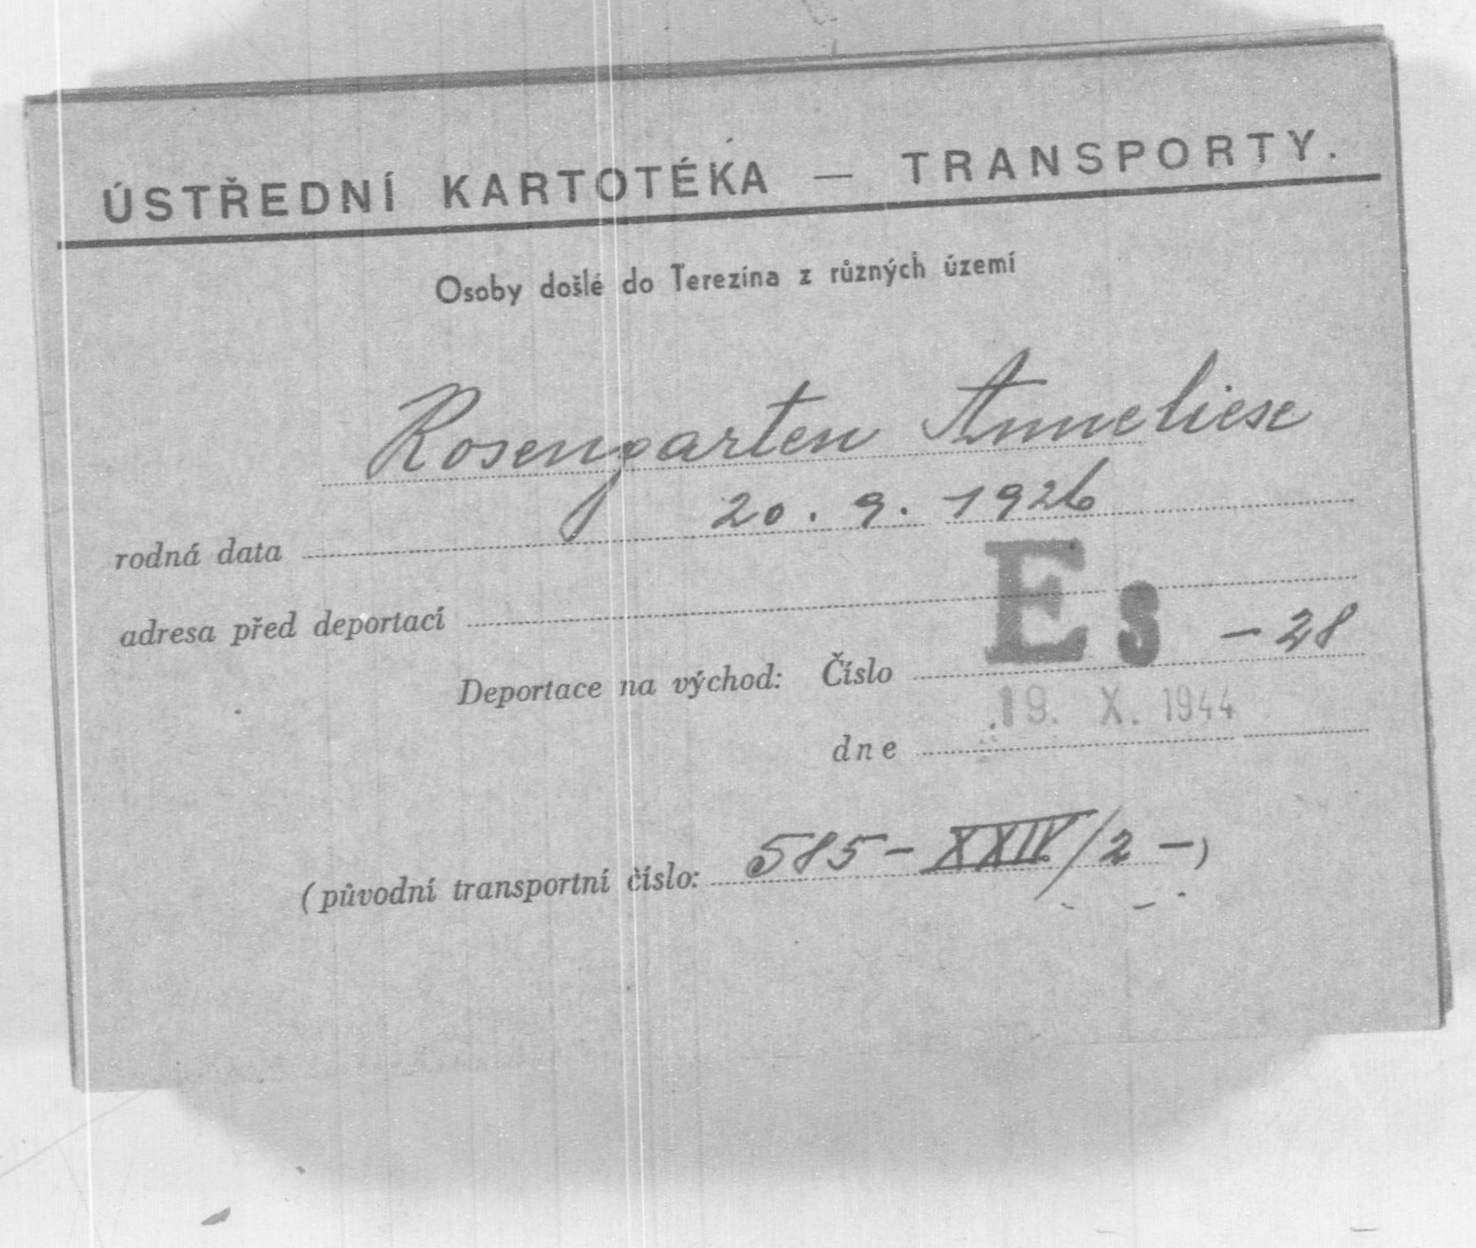 ÚSTŘEDNÍ KARTOTÉKA — TRANSPORTY.
Osoby došlé do Terezína z různých území
Rosengarten Anneliese
rodná data 20. 9. 1926
adresa před deportací
Deportace na východ: Číslo Es - 28
dne 19. X. 1944
(původní transportní číslo: 585 - XXIV/2 - )